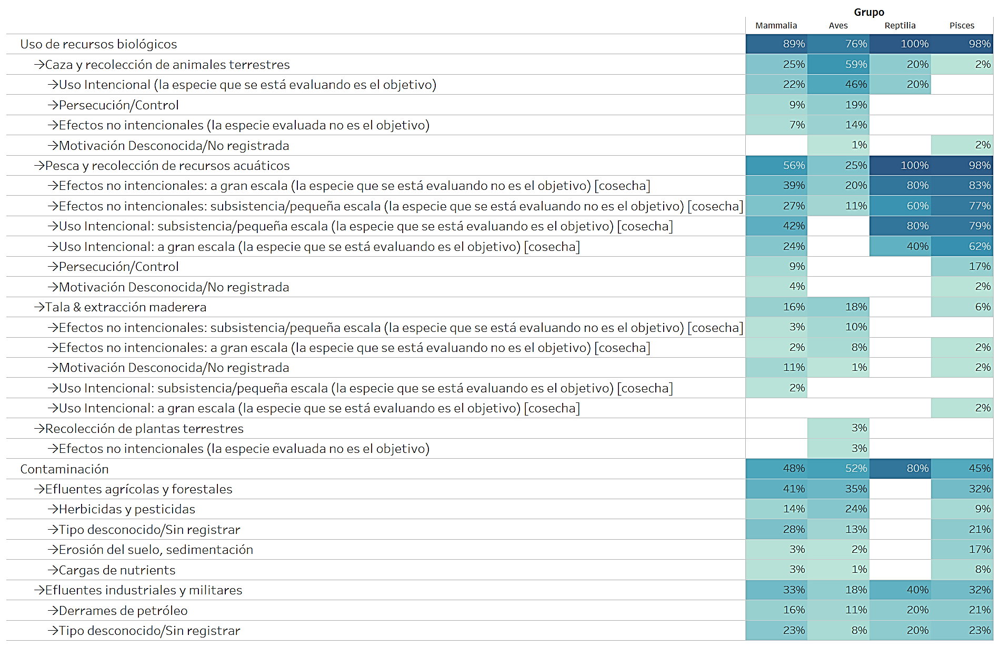 Grupo
Mammalia Aves Reptilia Pisces
Uso de recursos biológicos 89% 76% 100% 98%
→Caza y recolección de animales terrestres 25% 59% 20% 2%
→Uso Intencional (la especie que se está evaluando es el objetivo) 22% 46% 20%
→Persecución/Control 9% 19%
→Efectos no intencionales (la especie evaluada no es el objetivo) 7% 14%
→Motivación Desconocida/No registrada 1% 2%
→Pesca y recolección de recursos acuáticos 56% 25% 100% 98%
→Efectos no intencionales: a gran escala (la especie que se está evaluando no es el objetivo) [cosecha] 39% 20% 80% 83%
→Efectos no intencionales: subsistencia/pequeña escala (la especie que se está evaluando no es el objetivo) [cosecha] 27% 11% 60% 77%
→Uso Intencional: subsistencia/pequeña escala (la especie que se está evaluando es el objetivo) [cosecha] 42% 80% 79%
→Uso Intencional: a gran escala (la especie que se está evaluando es el objetivo) [cosecha] 24% 40% 62%
→Persecución/Control 9% 17%
→Motivación Desconocida/No registrada 4% 2%
→Tala & extracción maderera 16% 18% 6%
→Efectos no intencionales: subsistencia/pequeña escala (la especie que se está evaluando no es el objetivo) [cosecha] 3% 10%
→Efectos no intencionales: a gran escala (la especie que se está evaluando no es el objetivo) [cosecha] 2% 8% 2%
→Motivación Desconocida/No registrada 11% 1% 2%
→Uso Intencional: subsistencia/pequeña escala (la especie que se está evaluando es el objetivo) [cosecha] 2%
→Uso Intencional: a gran escala (la especie que se está evaluando es el objetivo) [cosecha] 2%
→Recolección de plantas terrestres 3%
→Efectos no intencionales (la especie evaluada no es el objetivo) 3%
Contaminación 48% 52% 80% 45%
→Efluentes agrícolas y forestales 41% 35% 32%
→Herbicidas y pesticidas 14% 24% 9%
→Tipo desconocido/Sin registrar 28% 13% 21%
→Erosión del suelo, sedimentación 3% 2% 17%
→Cargas de nutrients 3% 1% 8%
→Efluentes industriales y militares 33% 18% 40% 32%
→Derrames de petróleo 16% 11% 20% 21%
→Tipo desconocido/Sin registrar 23% 8% 20% 23%